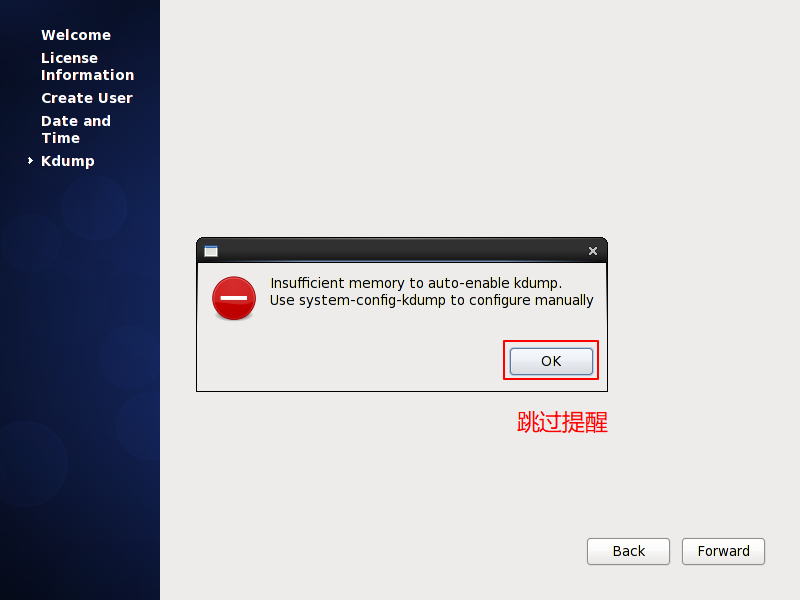 Welcome
License
Information
Create User
Date and
Time
Kdump
Insufficient memory to auto-enable kdump.
Use system-config-kdump to configure manually
OK
跳过提醒
Back
Forward